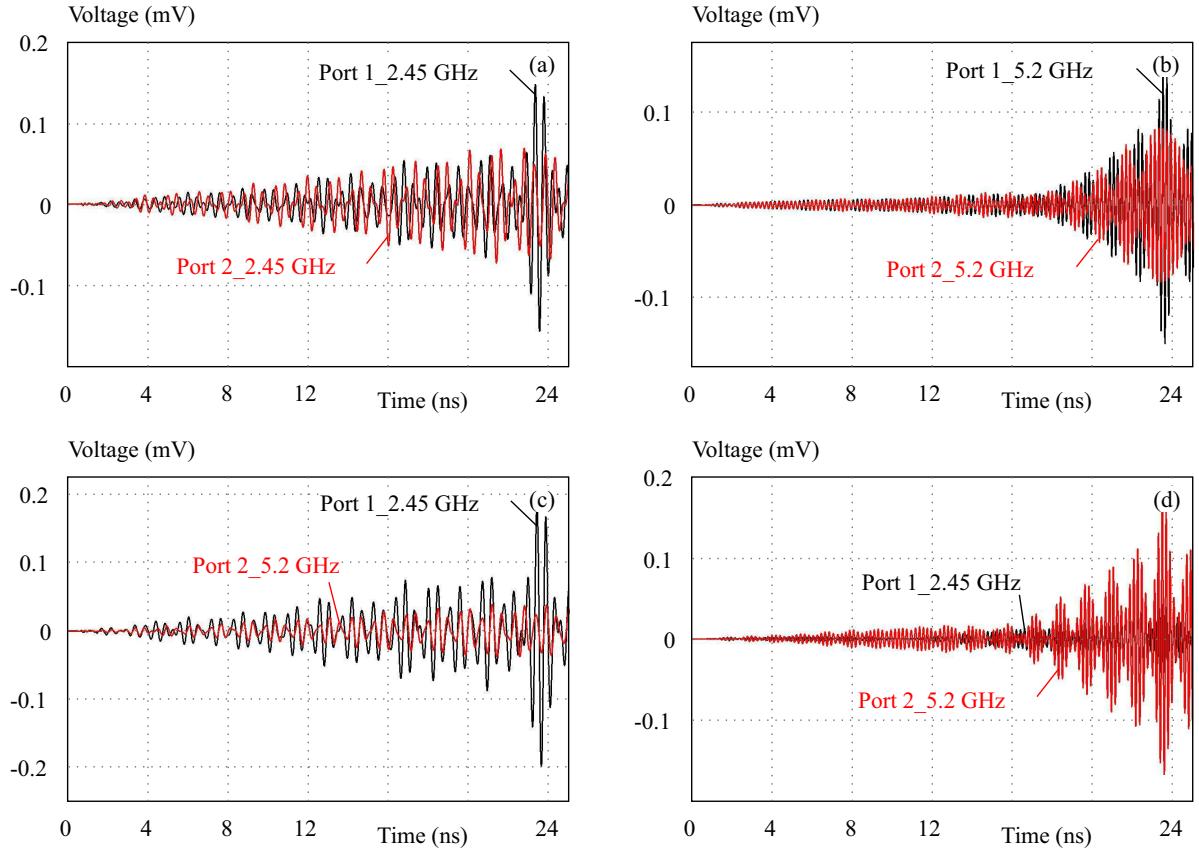 Voltage (mV)
0.2
(a)
Port 1_2.45 GHz
0.1
0
Port 2_2.45 GHz
-0.1
0 4 8 12 Time (ns) 24
Voltage (mV)
(b)
Port 1_5.2 GHz
0.1
0
Port 2_5.2 GHz
-0.1
0 4 8 12 Time (ns) 24
Voltage (mV)
0.2
(c)
Port 1_2.45 GHz
0.1
Port 2_5.2 GHz
0
-0.1
-0.2
0 4 8 12 Time (ns) 24
Voltage (mV)
0.2
(d)
0.1
Port 1_2.45 GHz
0
Port 2_5.2 GHz
-0.1
0 4 8 12 Time (ns) 24